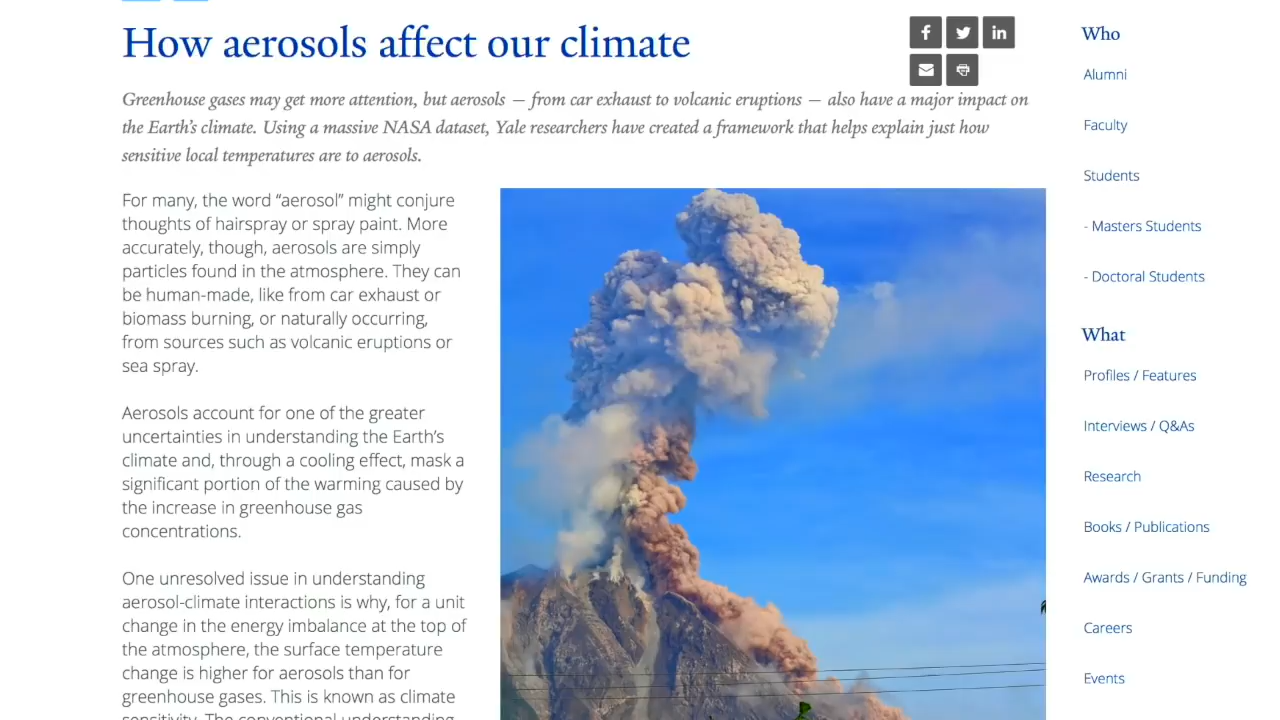 How aerosols affect our climate
Greenhouse gases may get more attention, but aerosols — from car exhaust to volcanic eruptions — also have a major impact on
the Earth's climate. Using a massive NASA dataset, Yale researchers have created a framework that helps explain just how
sensitive local temperatures are to aerosols.
For many, the word “aerosol” might conjure
thoughts of hairspray or spray paint. More
accurately, though, aerosols are simply
particles found in the atmosphere. They can
be human-made, like from car exhaust or
biomass burning, or naturally occurring,
from sources such as volcanic eruptions or
sea spray.
Aerosols account for one of the greater
uncertainties in understanding the Earth’s
climate and, through a cooling effect, mask a
significant portion of the warming caused by
the increase in greenhouse gas
concentrations.
One unresolved issue in understanding
aerosol-climate interactions is why, for a unit
change in the energy imbalance at the top of
the atmosphere, the surface temperature
change is higher for aerosols than for
greenhouse gases. This is known as climate
sensitivity. The conventional understanding
Who
Alumni
Faculty
Students
- Masters Students
- Doctoral Students
What
Profiles / Features
Interviews / Q&As
Research
Books / Publications
Awards / Grants / Funding
Careers
Events